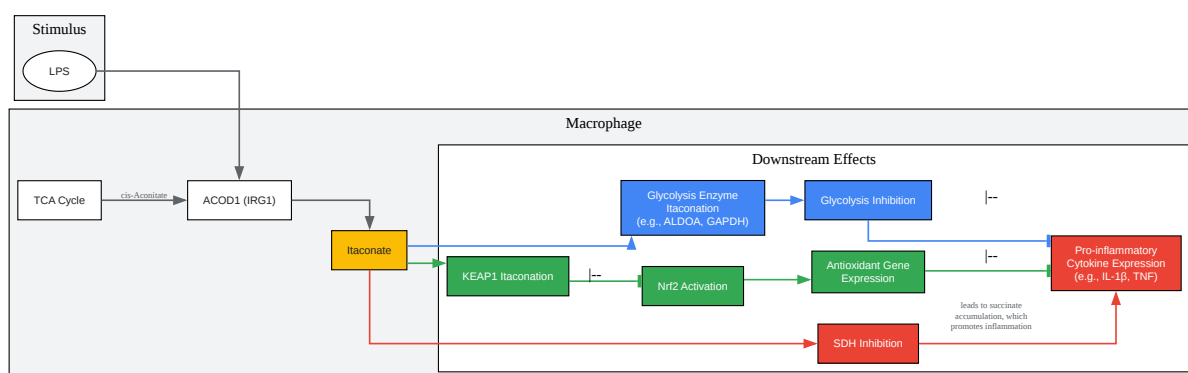 Stimulus
LPS
Macrophage
Downstream Effects
TCA Cycle
cis-Aconitate
ACOD1 (IRG1)
Itaconate
Glycolysis Enzyme
Itaconation
(e.g., ALDOA, GAPDH)
Glycolysis Inhibition
|--
KEAP1 Itaconation
|--
Nrf2 Activation
Antioxidant Gene
Expression
|--
Pro-inflammatory
Cytokine Expression
(e.g., IL-1β, TNF)
SDH Inhibition
leads to succinate
accumulation, which
promotes inflammation